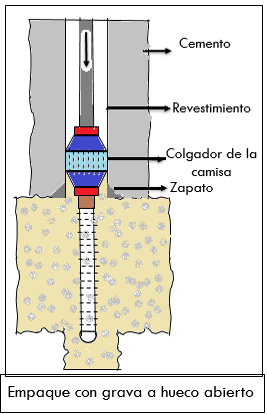 Cemento
Revestimiento
Colgador de la
camisa
Zapato
Empaque con grava a hueco abierto